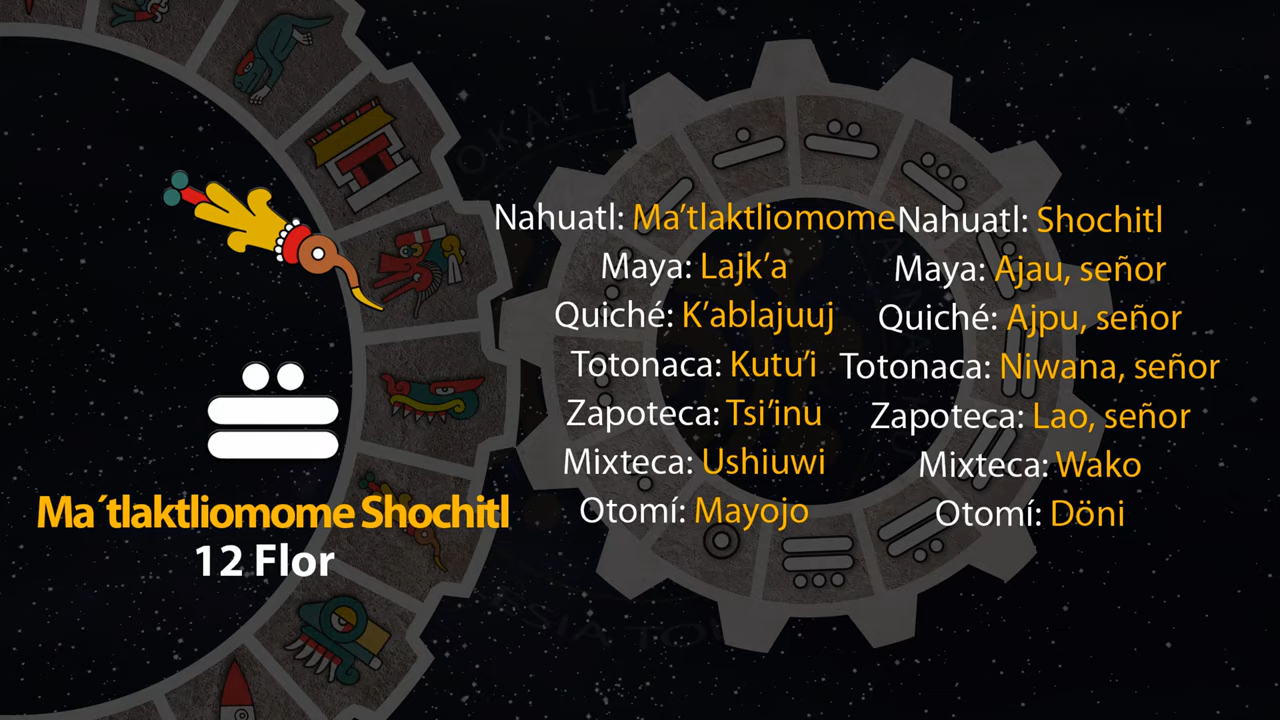 Nahuatl: Ma’tlaktliomome
Maya: Lajk’a
Quiché: K’ablajuuj
Totonaca: Kutu’i
Zapoteca: Tsi’inu
Mixteca: Ushiuwi
Otomí: Mayojo
Nahuatl: Shochitl
Maya: Ajau, señor
Quiché: Ajpu, señor
Totonaca: Niwana, señor
Zapoteca: Lao, señor
Mixteca: Wako
Otomí: Döni
Ma´tlaktliomome Shochitl
12 Flor